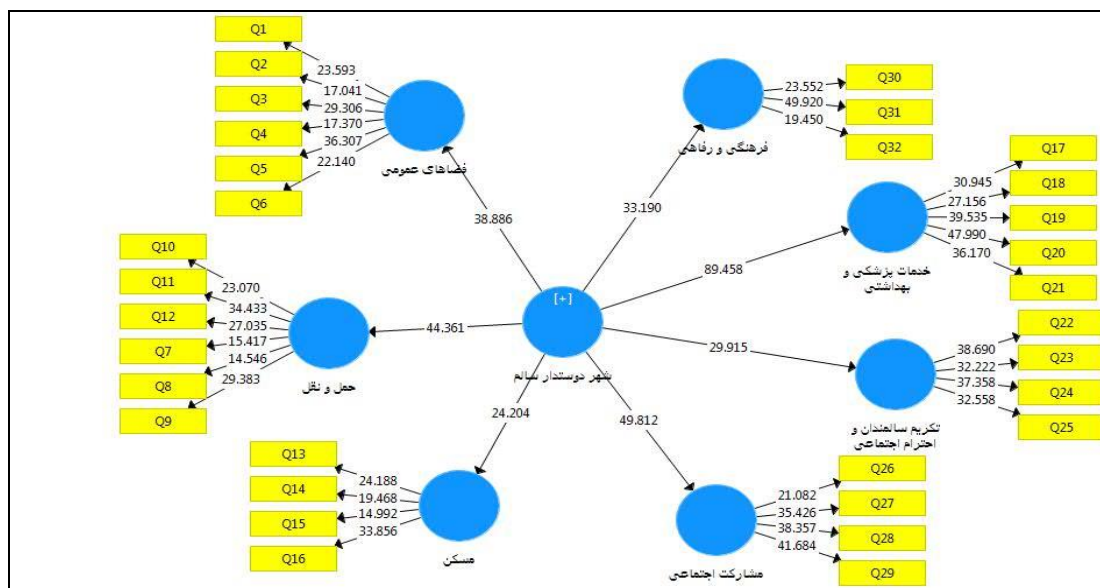 Q1
Q2
Q3
Q4
Q5
Q6
23.593
17.041
29.306
17.370
36.307
22.140
فضاهای عمومی
38.886
Q30
Q31
Q32
23.552
49.920
19.450
فرهنگی و رفاهی
33.190
Q17
Q18
Q19
Q20
Q21
30.945
27.156
39.535
47.990
36.170
خدمات پزشکی و
بهداشتی
89.458
Q10
Q11
Q12
Q7
Q8
Q9
23.070
34.433
27.035
15.417
14.546
29.383
حمل و نقل
44.361
[+]
شهر دوستدار سالم
29.915
Q22
Q23
Q24
Q25
38.690
32.222
37.358
32.558
تکریم سالمندان و
احترام اجتماعی
24.204
49.812
Q13
Q14
Q15
Q16
24.188
19.468
14.992
33.856
مسکن
Q26
Q27
Q28
Q29
21.082
35.426
38.357
41.684
مشارکت اجتماعی